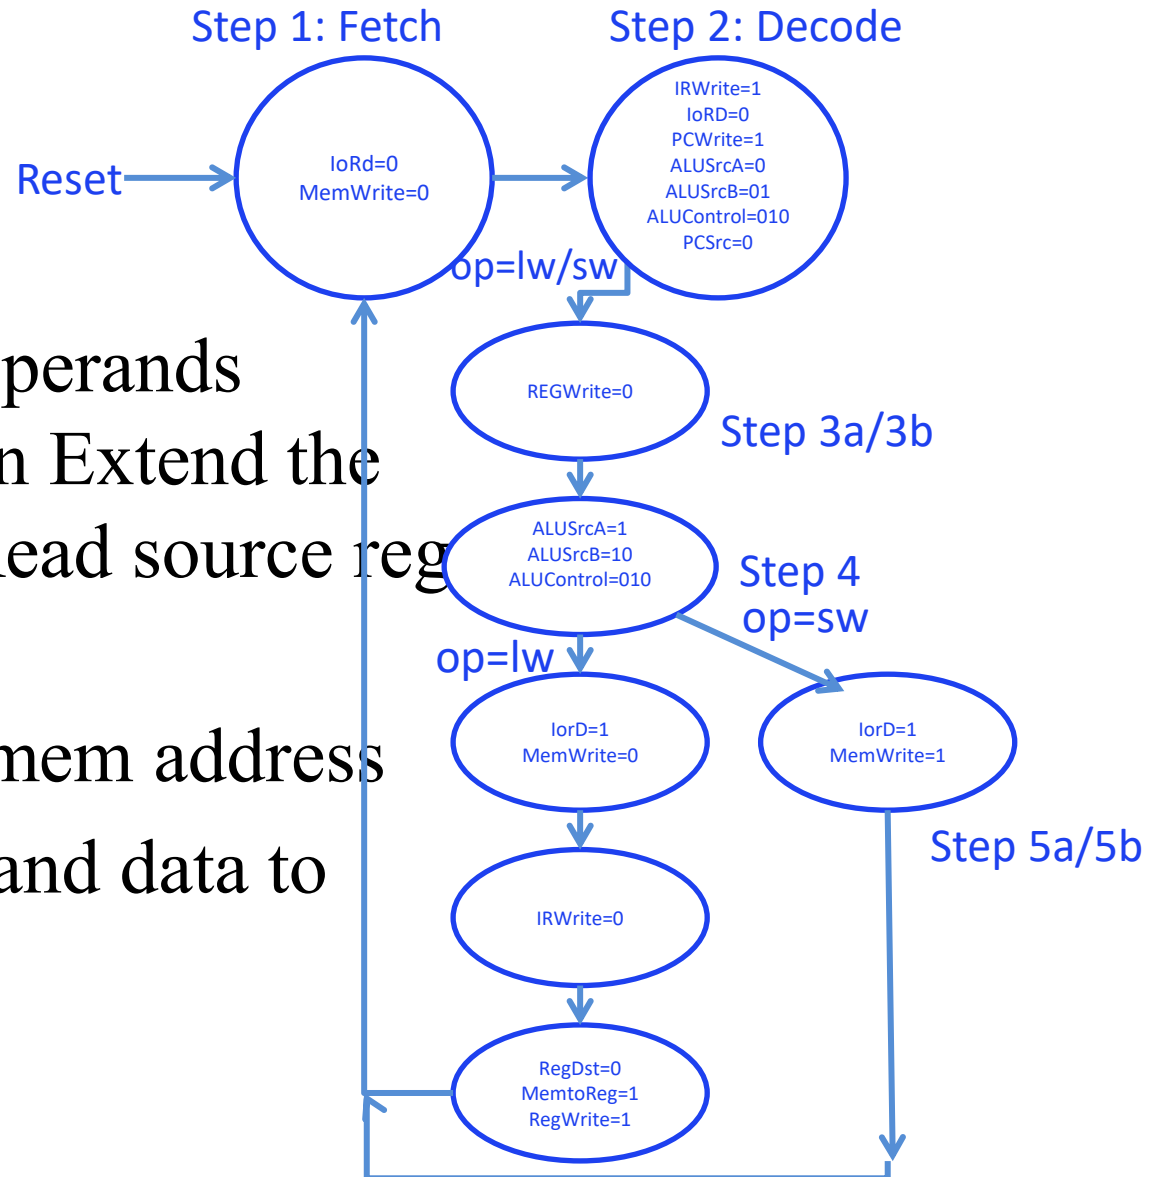 Step 1: Fetch
Step 2: Decode
Reset
IoRd=0
MemWrite=0
IRWrite=1
IoRD=0
PCWrite=1
ALUSrcA=0
ALUSrcB=01
ALUControl=010
PCSrc=0
op=lw/sw
perands
REGWrite=0
Step 3a/3b
n Extend the
ead source reg
ALUSrcA=1
ALUSrcB=10
ALUControl=010
Step 4
op=sw
op=lw
mem address
IorD=1
MemWrite=0
IorD=1
MemWrite=1
and data to
Step 5a/5b
IRWrite=0
RegDst=0
MemtoReg=1
RegWrite=1